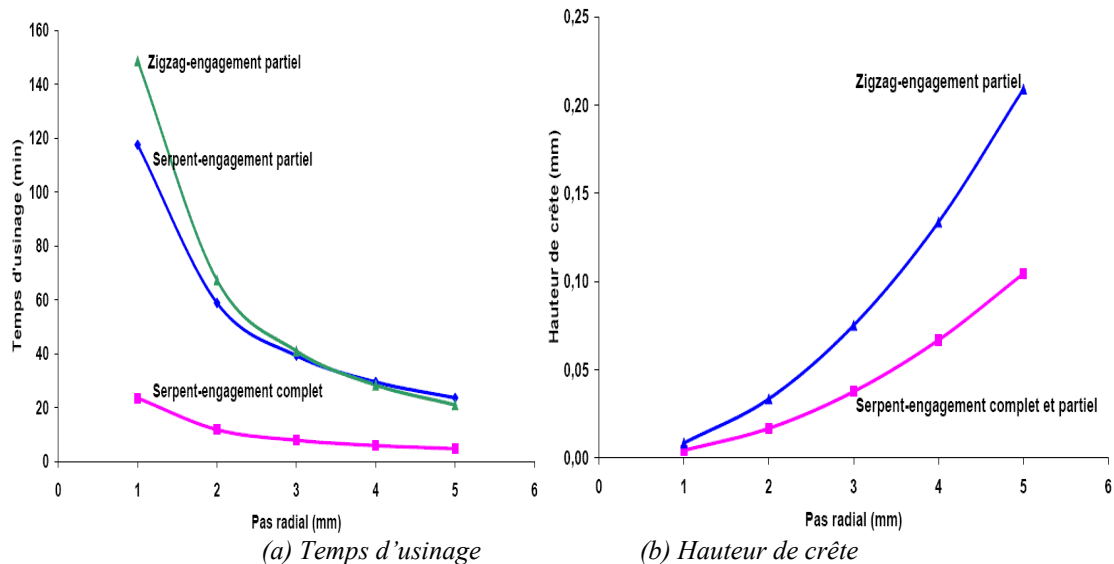 160
140
120
100
80
60
40
20
0
0 1 2 3 4 5 6
Temps d'usinage (min)
Pas radial (mm)
Zigzag-engagement partiel
Serpent-engagement partiel
Serpent-engagement complet
(a) Temps d’usinage
0,25
0,20
0,15
0,10
0,05
0,00
0 1 2 3 4 5 6
Hauteur de crête (mm)
Pas radial (mm)
Zigzag-engagement partiel
Serpent-engagement complet et partiel
(b) Hauteur de crête